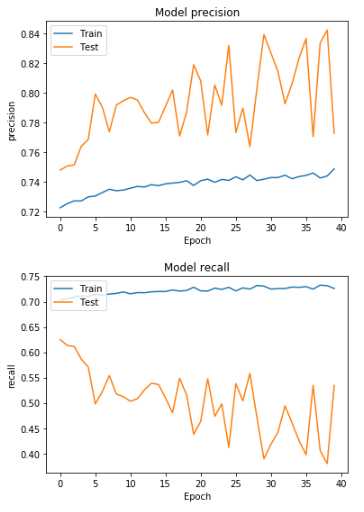 Model precision
Train
Test
0.84
0.82
0.80
0.78
0.76
0.74
0.72
precision
0 5 10 15 20 25 30 35 40
Epoch
Model recall
Train
Test
0.75
0.70
0.65
0.60
0.55
0.50
0.45
0.40
recall
0 5 10 15 20 25 30 35 40
Epoch